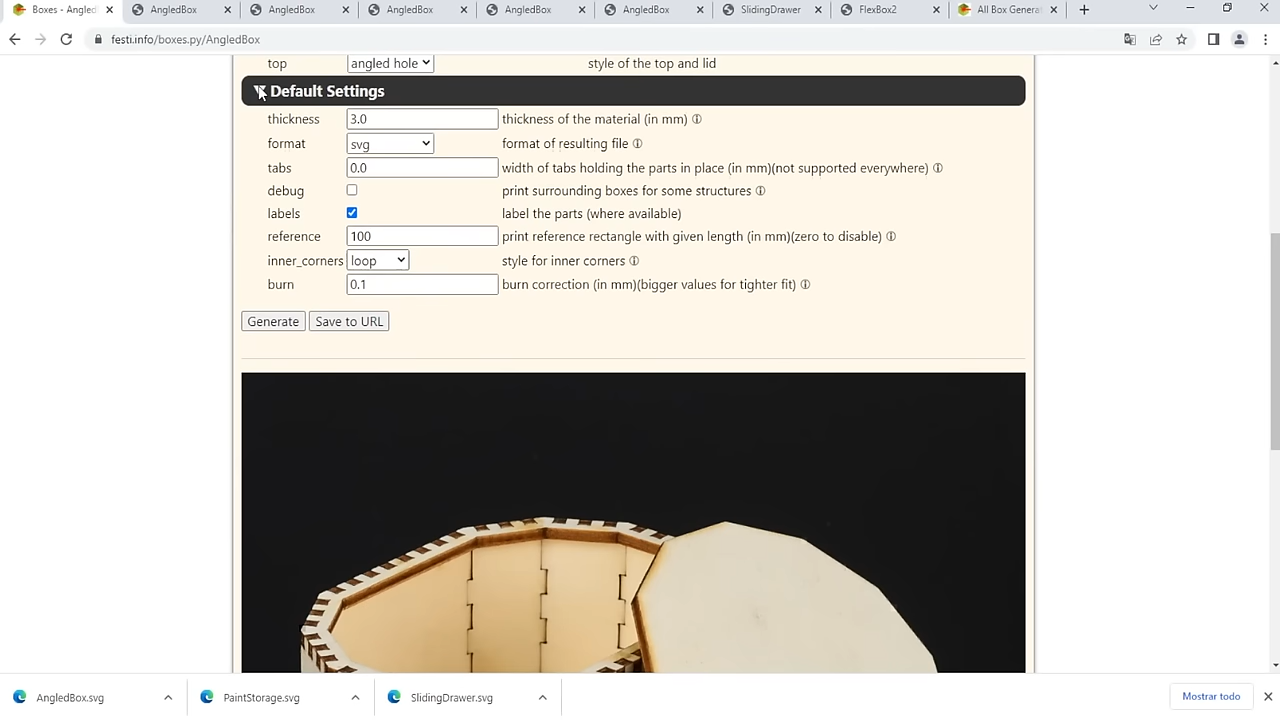 Boxes - Angled
AngledBox
AngledBox
AngledBox
AngledBox
AngledBox
SlidingDrawer
FlexBox2
All Box Genera
festi.info/boxes.py/AngledBox
top angled hole style of the top and lid
Default Settings
thickness 3.0 thickness of the material (in mm)
format svg format of resulting file
tabs 0.0 width of tabs holding the parts in place (in mm)(not supported everywhere)
debug print surrounding boxes for some structures
labels label the parts (where available)
reference 100 print reference rectangle with given length (in mm)(zero to disable)
inner_corners loop style for inner corners
burn 0.1 burn correction (in mm)(bigger values for tighter fit)
Generate Save to URL
AngledBox.svg PaintStorage.svg SlidingDrawer.svg Mostrar todo